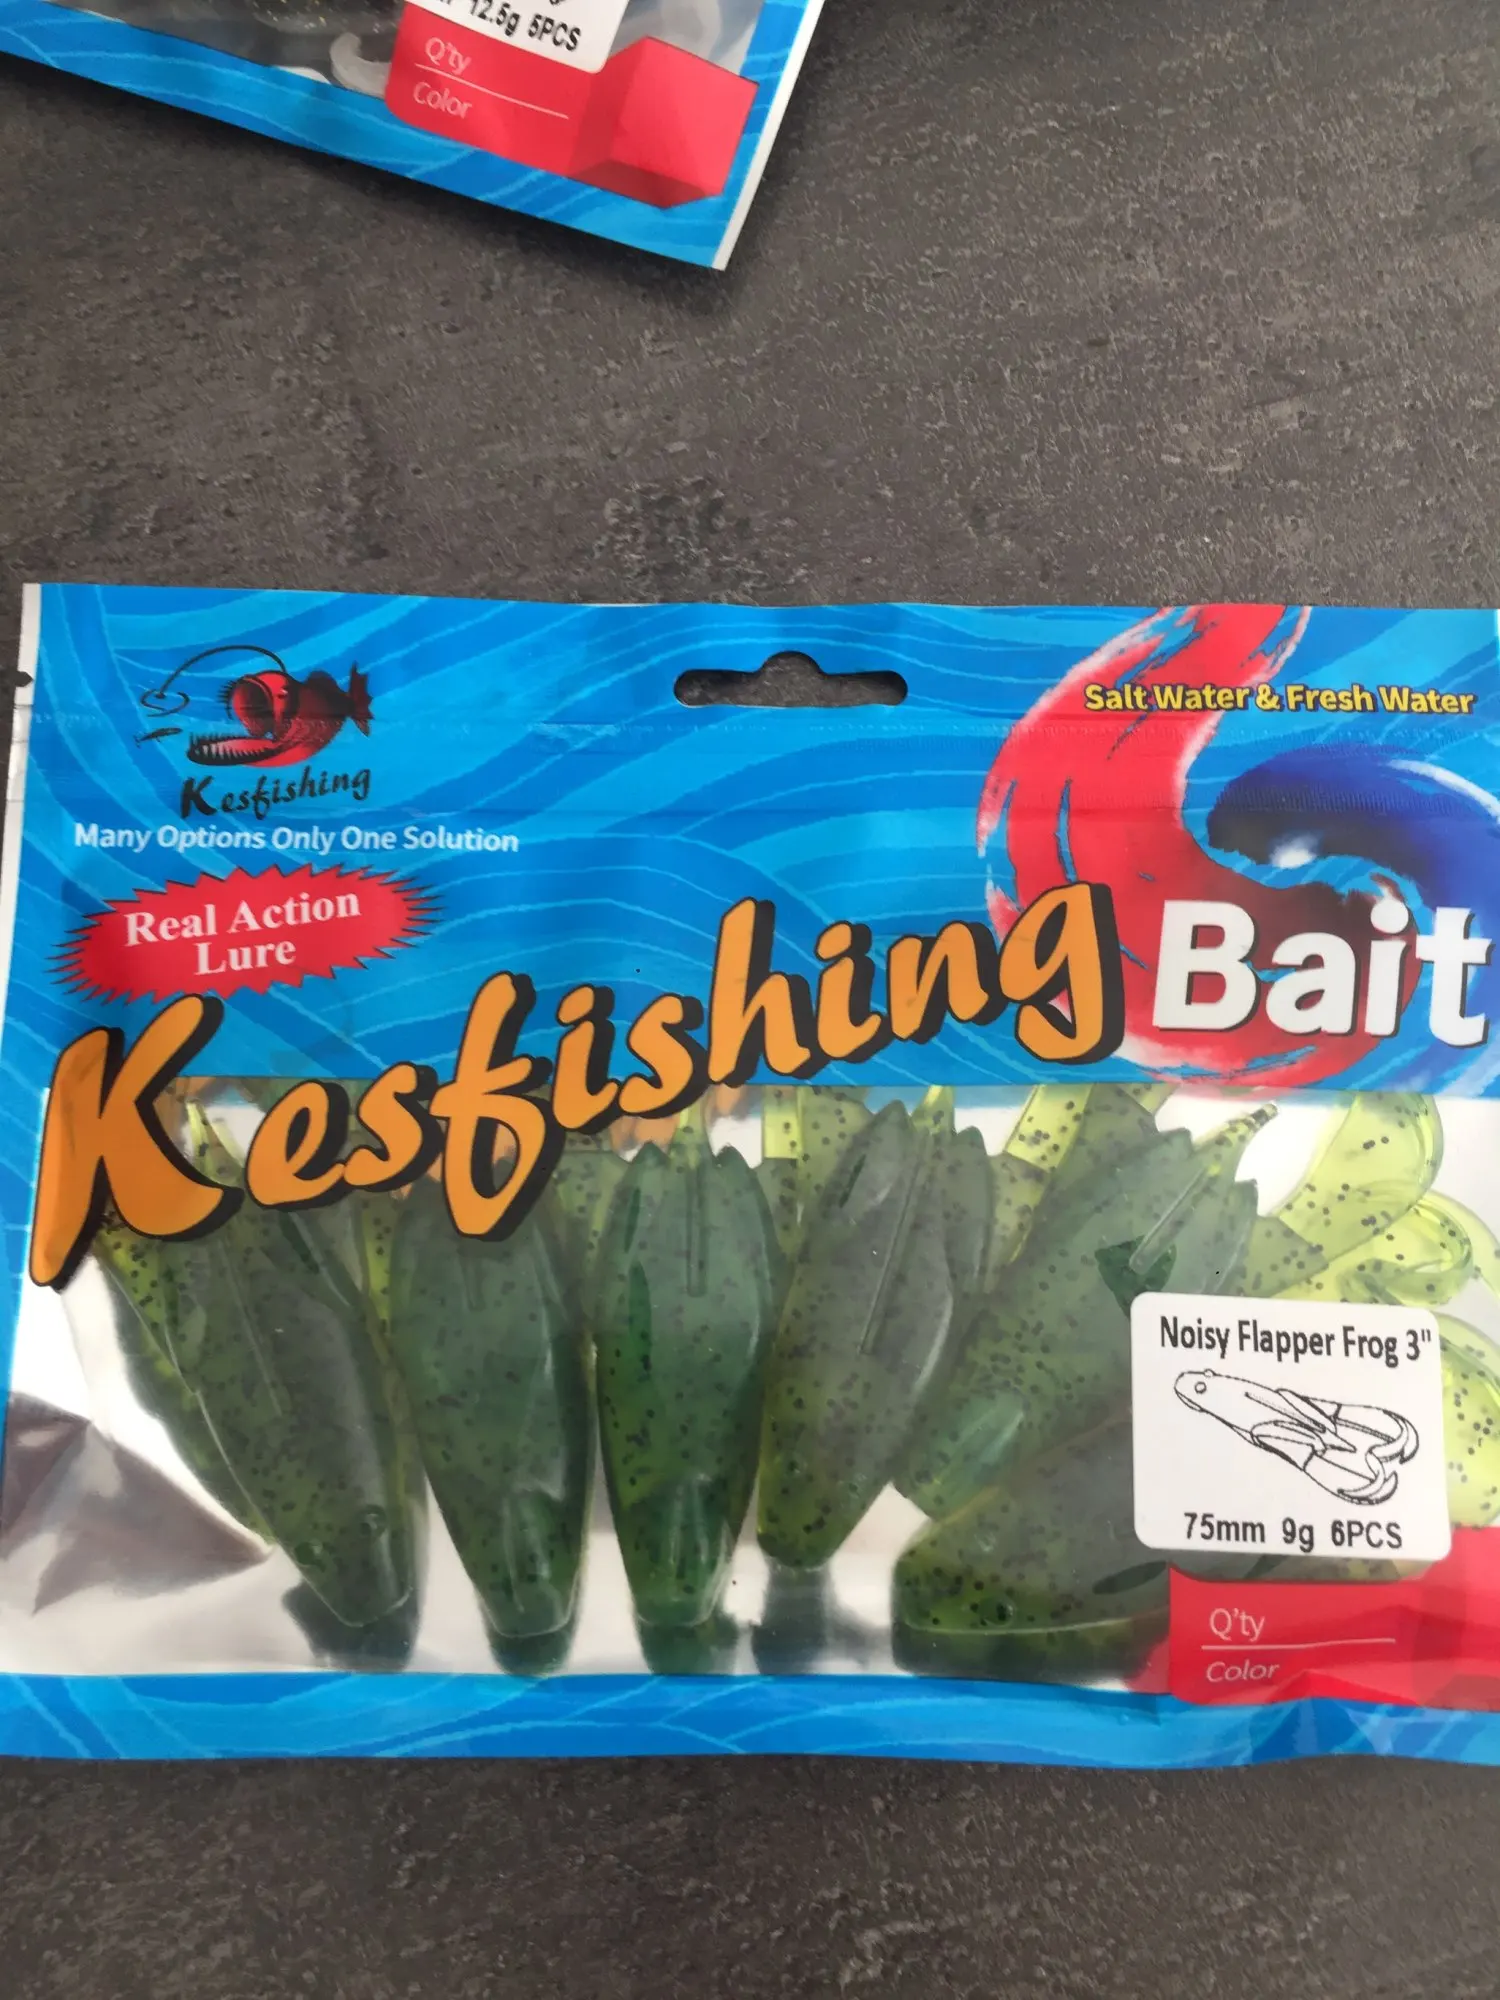 12.5g 5PCS
Q'ty
Color
Kesfishing
Many Options Only One Solution
Salt Water & Fresh Water
Real Action
Lure
Kesfishing Bait
Noisy Flapper Frog 3"
75mm 9g 6PCS
Q'ty
Color